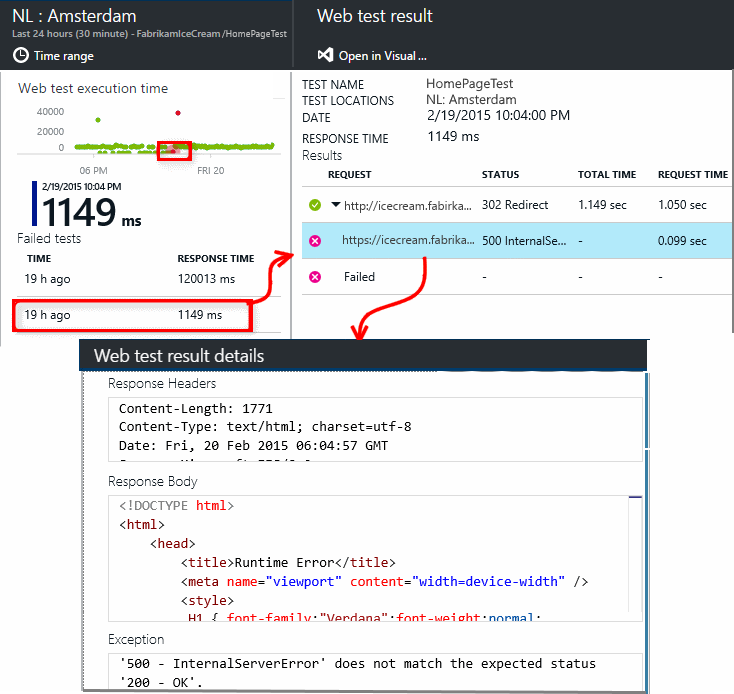 NL : Amsterdam
Last 24 hours (30 minute) - FabrikamIceCream /HomePageTest
Time range
Web test execution time
40000
20000
0
06 PM
FRI 20
2/19/2015 10:04 PM
1149 ms
Failed tests
TIME RESPONSE TIME
19 h ago 120013 ms
19 h ago 1149 ms
Web test result
Open in Visual ...
TEST NAME HomePageTest
TEST LOCATIONS NL: Amsterdam
DATE 2/19/2015 10:04:00 PM
RESPONSE TIME 1149 ms
Results
REQUEST STATUS TOTAL TIME REQUEST TIME
http://icecream.fabirka... 302 Redirect 1.149 sec 1.050 sec
https://icecream.fabrika... 500 InternalSe... - 0.099 sec
Failed - - -
Web test result details
Response Headers
Content-Length: 1771
Content-Type: text/html; charset=utf-8
Date: Fri, 20 Feb 2015 06:04:57 GMT
Response Body
<!DOCTYPE html>
<html>
<head>
<title>Runtime Error</title>
<meta name="viewport" content="width=device-width" />
<style>
H1 { font-family:"Verdana";font-weight:normal;
Exception
'500 - InternalServerError' does not match the expected status
'200 - OK'.